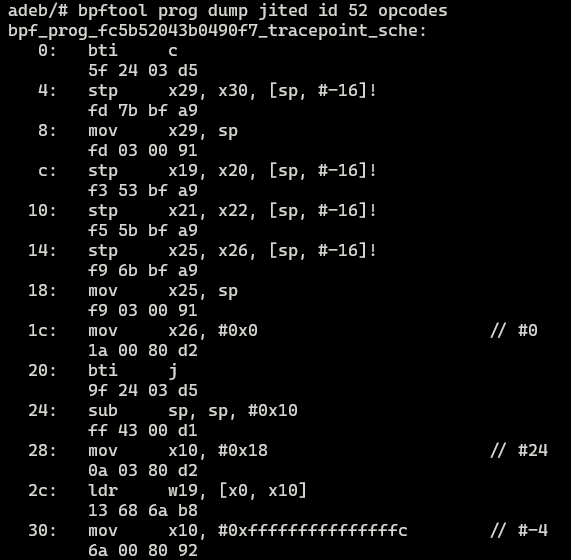 adeb/# bpftool prog dump jited id 52 opcodes
bpf_prog_fc5b52043b0490f7_tracepoint_sche:
   0:   bti     c
        5f 24 03 d5
   4:   stp     x29, x30, [sp, #-16]!
        fd 7b bf a9
   8:   mov     x29, sp
        fd 03 00 91
   c:   stp     x19, x20, [sp, #-16]!
        f3 53 bf a9
  10:   stp     x21, x22, [sp, #-16]!
        f5 5b bf a9
  14:   stp     x25, x26, [sp, #-16]!
        f9 6b bf a9
  18:   mov     x25, sp
        f9 03 00 91
  1c:   mov     x26, #0x0                       // #0
        1a 00 80 d2
  20:   bti     j
        9f 24 03 d5
  24:   sub     sp, sp, #0x10
        ff 43 00 d1
  28:   mov     x10, #0x18                      // #24
        0a 03 80 d2
  2c:   ldr     w19, [x0, x10]
        13 68 6a b8
  30:   mov     x10, #0xfffffffffffffffc        // #-4
        6a 00 80 92